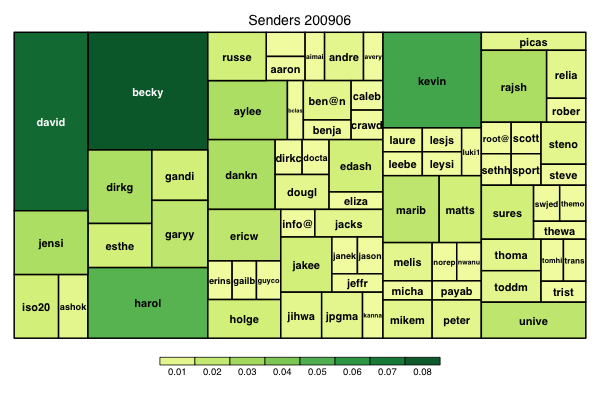 Senders 200906
david
becky
russe
aaron
aimai
andre
avery
kevin
picas
rajsh
relia
rober
aylee
ben@n
caleb
benja
crawd
laure
lesjs
luki1
leebe
leysi
root@
scott
steno
sethh
sport
steve
dirkg
gandi
dankn
dirkc
docta
edash
dougl
eliza
marib
matts
sures
swjed
themo
thewa
jensi
esthe
garyy
ericw
info@
jacks
jakee
janek
jason
jeffr
melis
norep
nwanu
thoma
tomhi
trans
iso20
ashok
harol
erins
gailb
guyco
holge
jihwa
jpgma
kanna
micha
payab
mikem
peter
toddm
trist
unive
0.01 0.02 0.03 0.04 0.05 0.06 0.07 0.08